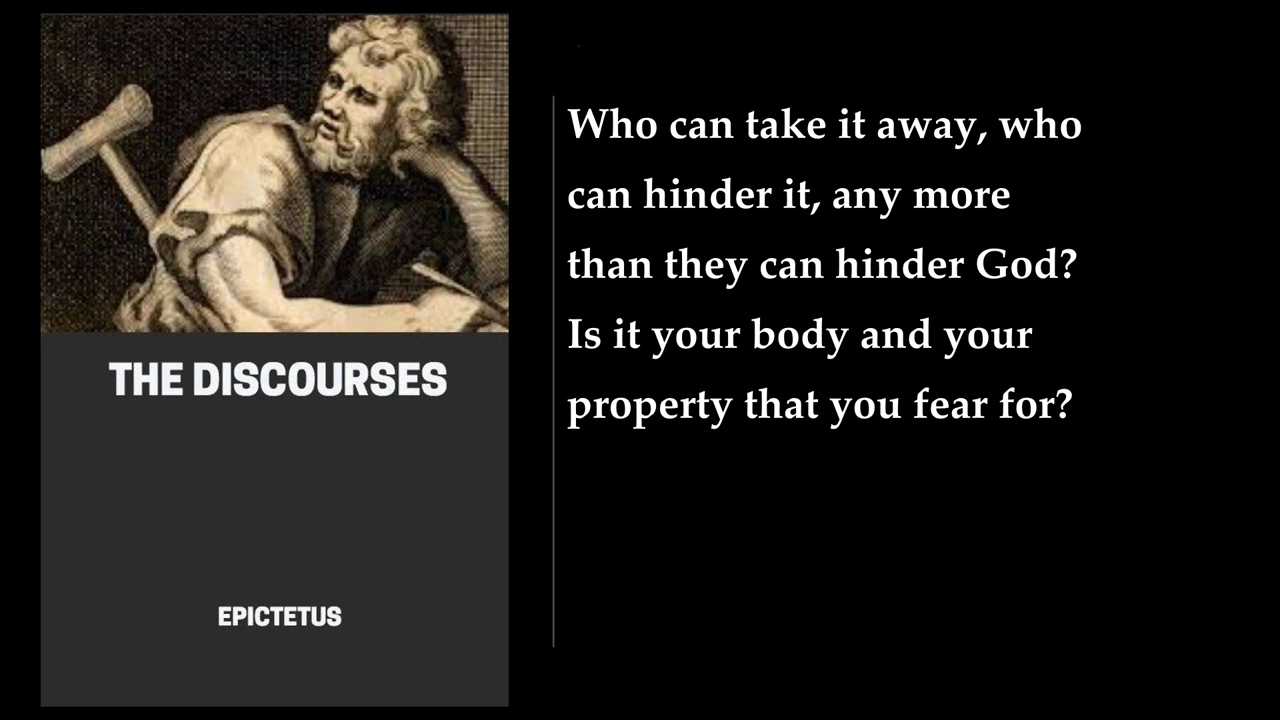 THE DISCOURSES
EPICTETUS
Who can take it away, who
can hinder it, any more
than they can hinder God?
Is it your body and your
property that you fear for?